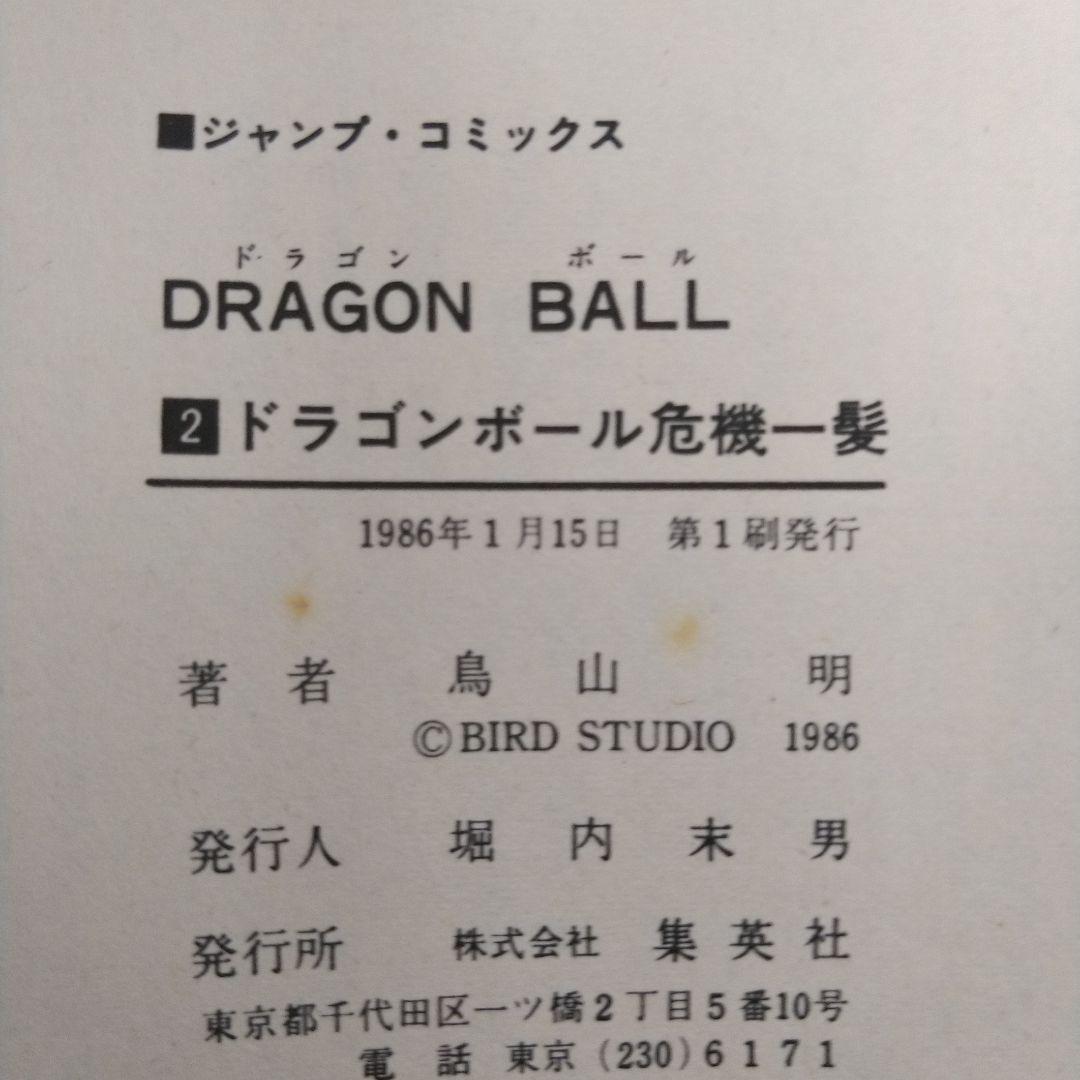 ■ジャンプ・コミックス
ドラゴン ボール
DRAGON BALL
2 ドラゴンボール危機一髪
1986年1月15日 第1刷発行
著者 鳥山 明
©BIRD STUDIO 1986
発行人 堀内末男
発行所 株式会社 集英社
東京都千代田区一ツ橋2丁目5番10号
電話 東京(230)6171